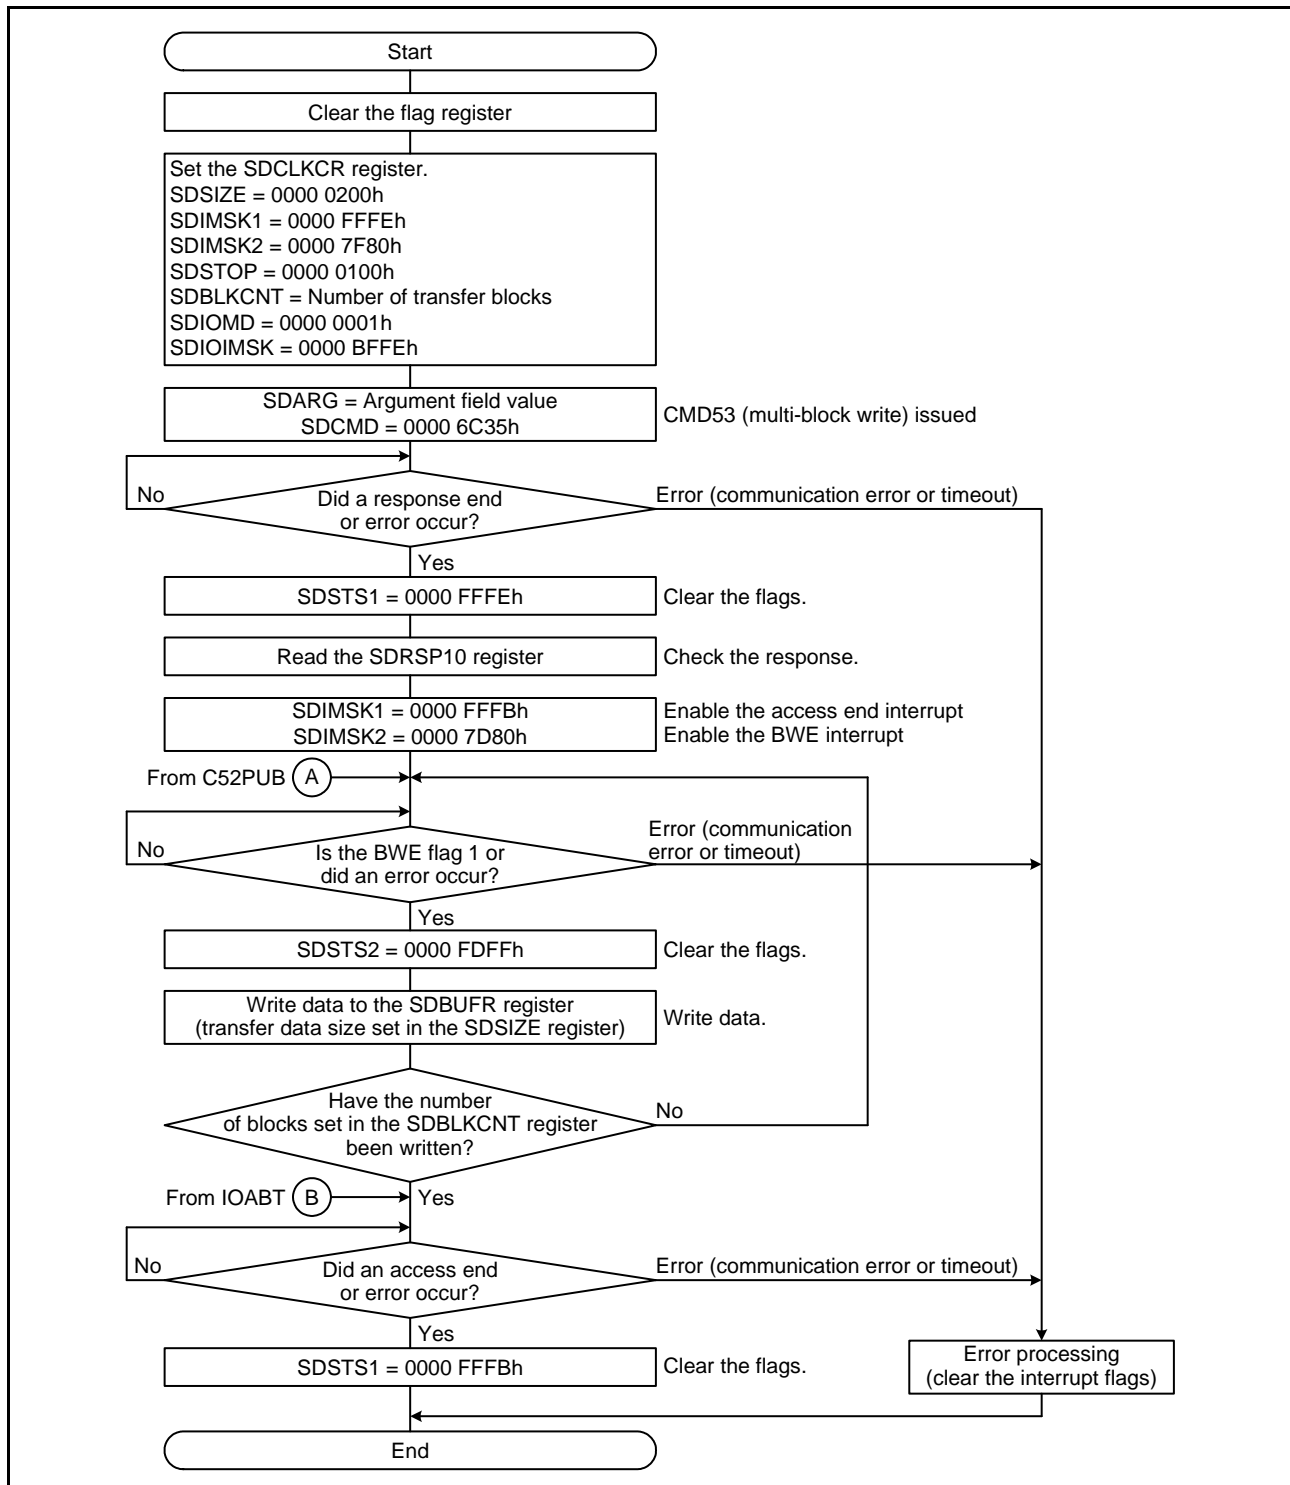 Start
Clear the flag register
Set the SDCLKCR register.
SDSIZE = 0000 0200h
SDIMSK1 = 0000 FFFEh
SDIMSK2 = 0000 7F80h
SDSTOP = 0000 0100h
SDBLKCNT = Number of transfer blocks
SDIOMD = 0000 0001h
SDIOIMSK = 0000 BFFEh
SDARG = Argument field value
SDCMD = 0000 6C35h
CMD53 (multi-block write) issued
No
Did a response end
or error occur?
Error (communication error or timeout)
Yes
SDSTS1 = 0000 FFFEh
Clear the flags.
Read the SDRSP10 register
Check the response.
SDIMSK1 = 0000 FFFBh
SDIMSK2 = 0000 7D80h
Enable the access end interrupt
Enable the BWE interrupt
From C52PUB A
No
Is the BWE flag 1 or
did an error occur?
Error (communication
error or timeout)
Yes
SDSTS2 = 0000 FDFFh
Clear the flags.
Write data to the SDBUFR register
(transfer data size set in the SDSIZE register)
Write data.
Have the number
of blocks set in the SDBLKCNT register
been written?
No
From IOABT B
Yes
No
Did an access end
or error occur?
Error (communication error or timeout)
Yes
SDSTS1 = 0000 FFFBh
Clear the flags.
Error processing
(clear the interrupt flags)
End